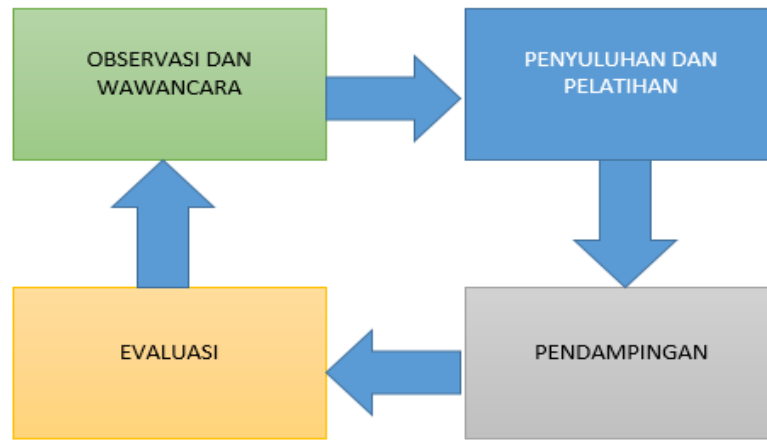 OBSERVASI DAN
WAWANCARA
PENYULUHAN DAN
PELATIHAN
EVALUASI
PENDAMPINGAN